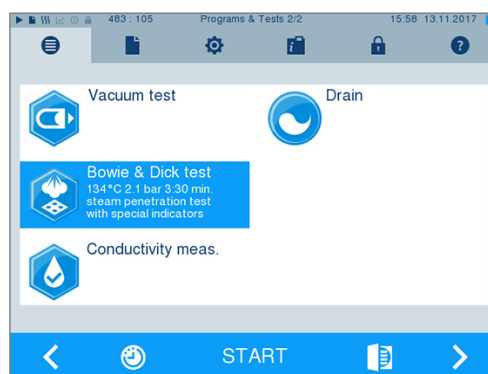 483 : 105 Programs & Tests 2/2 15:58 13.11.2017
Vacuum test
Drain
Bowie & Dick test
134°C 2.1 bar 3:30 min.
steam penetration test
with special indicators
Conductivity meas.
START